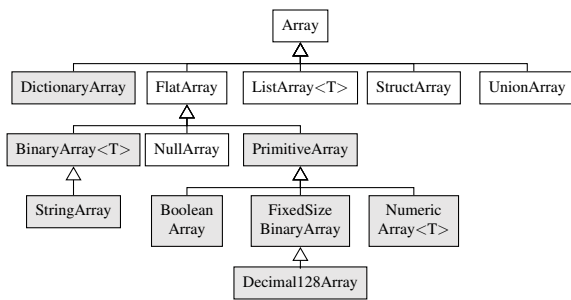 Array
DictionaryArray
FlatArray
ListArray<T>
StructArray
UnionArray
BinaryArray<T>
NullArray
PrimitiveArray
StringArray
Boolean
Array
FixedSize
BinaryArray
Numeric
Array<T>
Decimal128Array